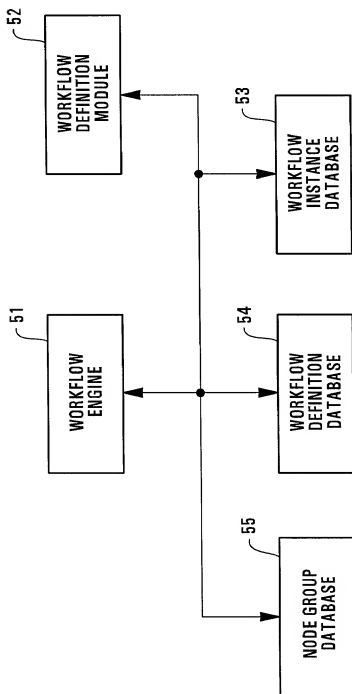 51
WORKFLOW
ENGINE
52
WORKFLOW
DEFINITION
MODULE
55
NODE GROUP
DATABASE
54
WORKFLOW
DEFINITION
DATABASE
53
WORKFLOW
INSTANCE
DATABASE